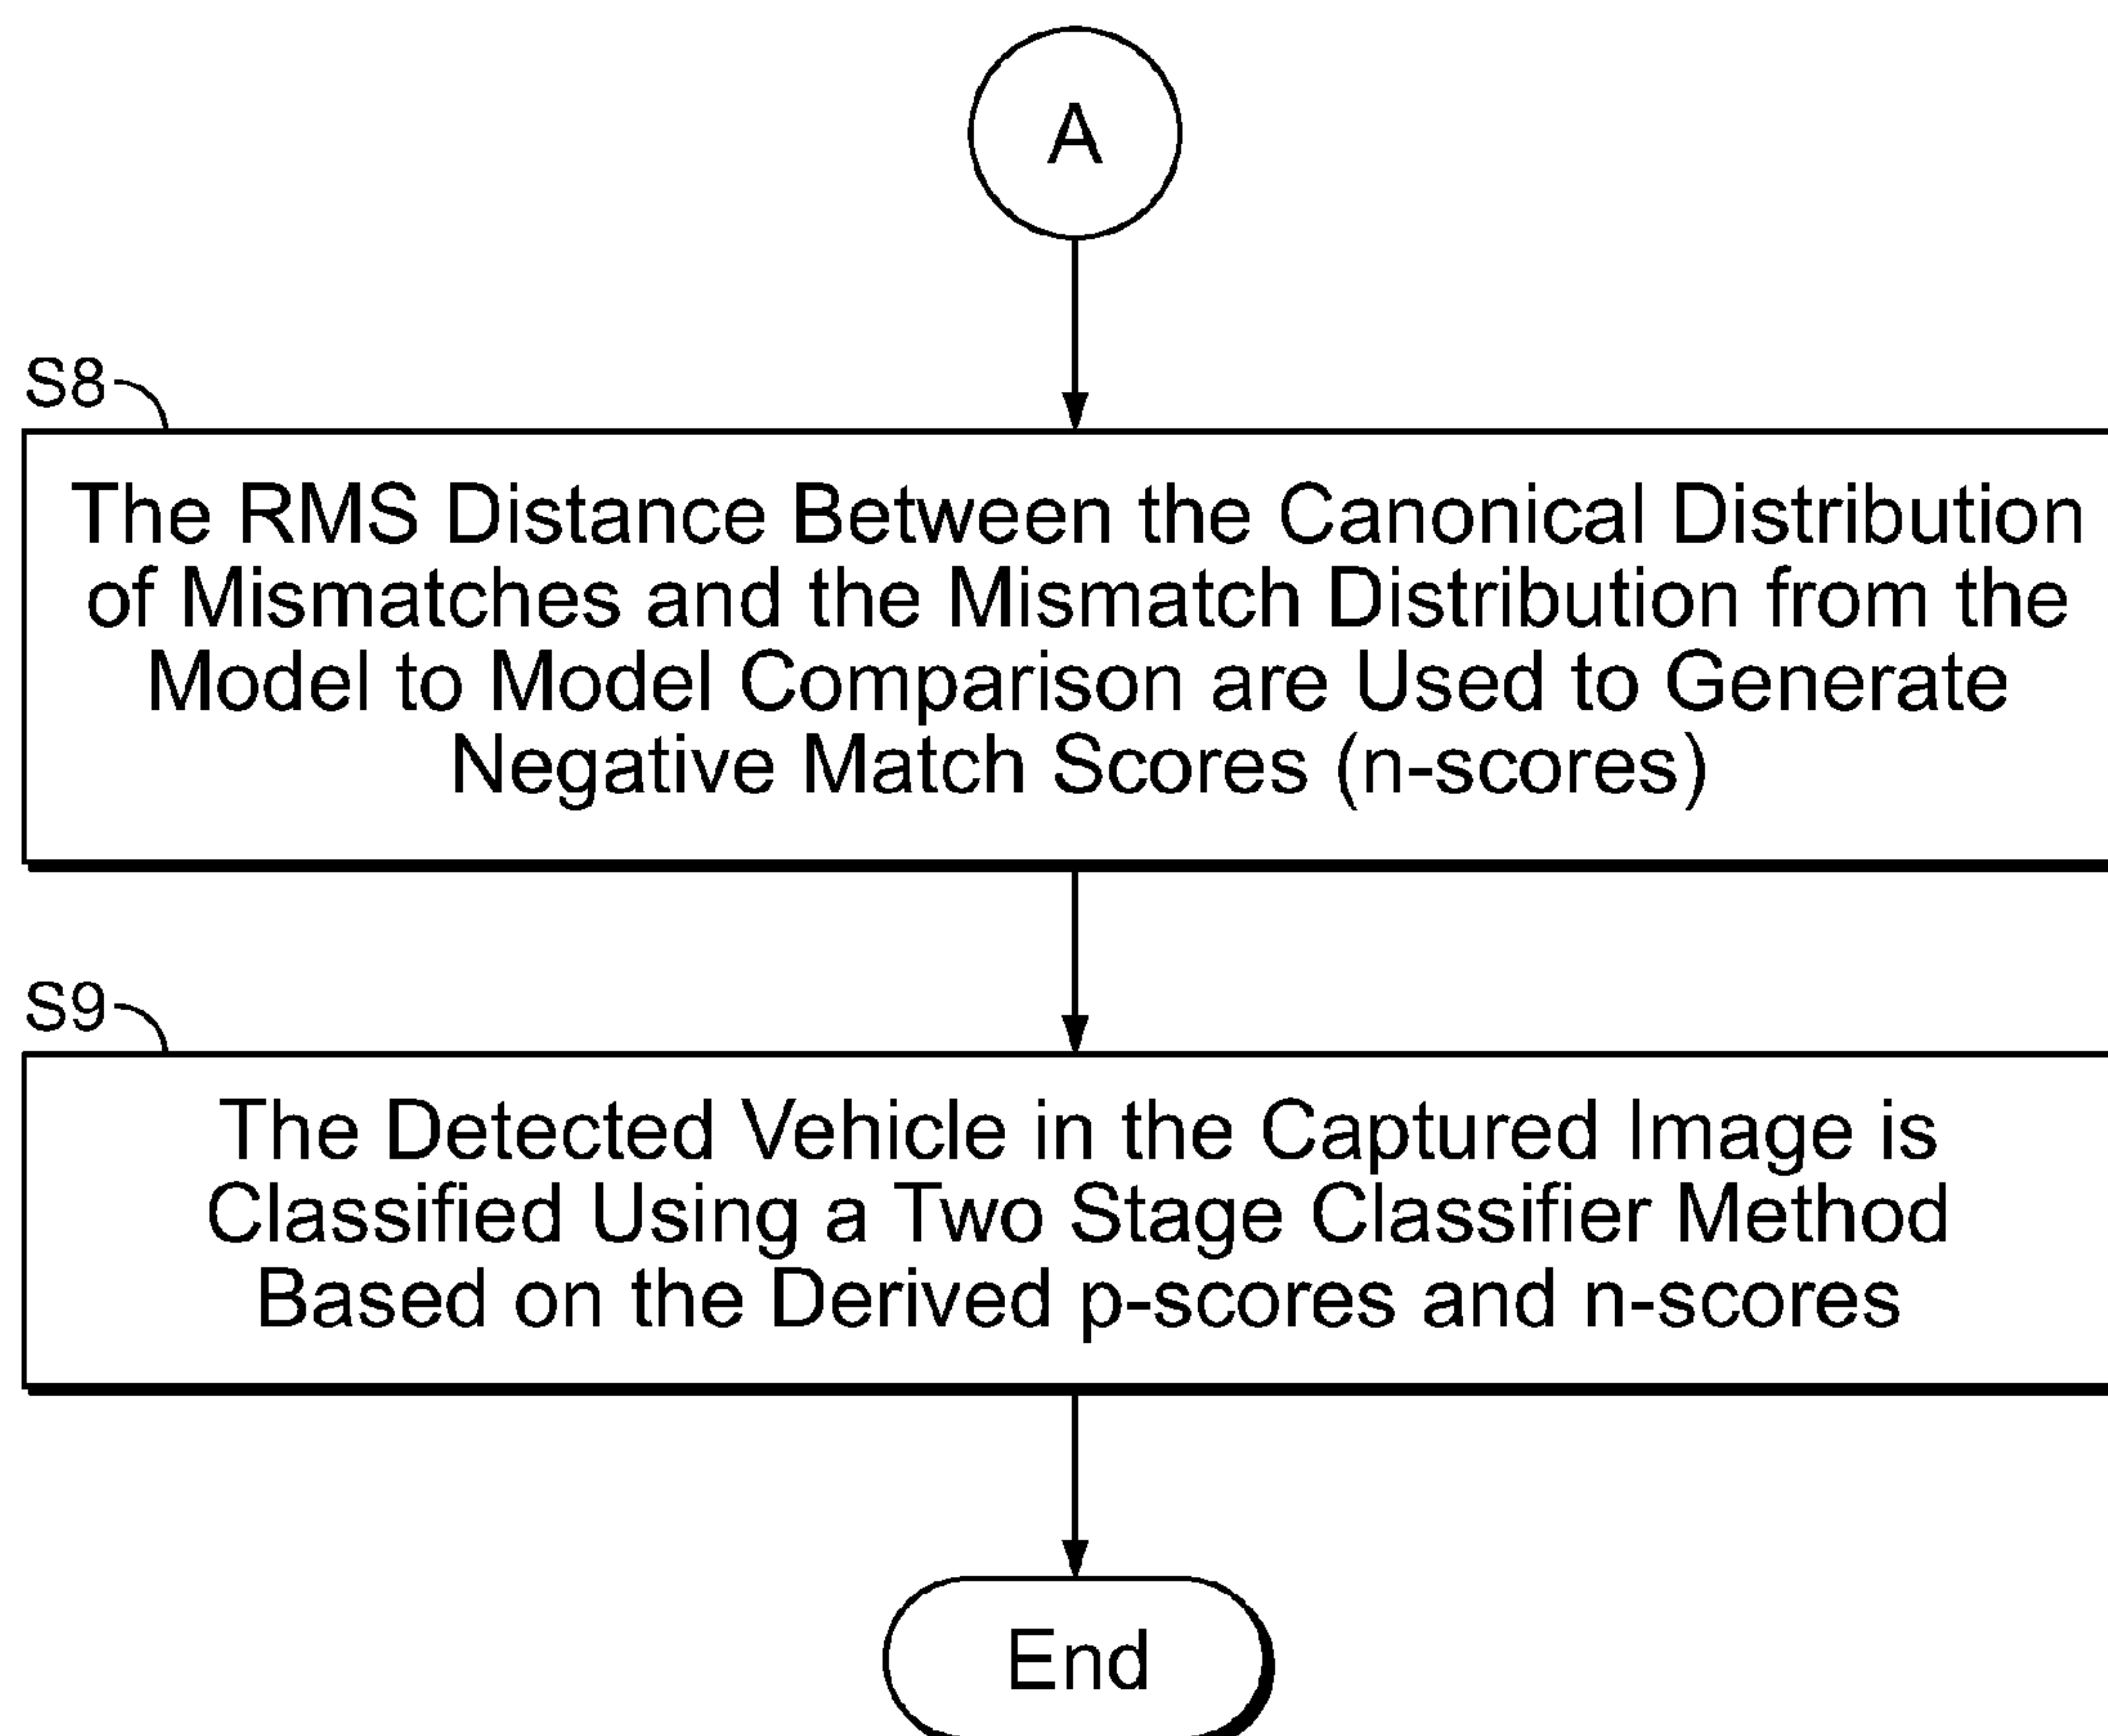 A
S8
The RMS Distance Between the Canonical Distribution
of Mismatches and the Mismatch Distribution from the
Model to Model Comparison are Used to Generate
Negative Match Scores (n-scores)
S9
The Detected Vehicle in the Captured Image is
Classified Using a Two Stage Classifier Method
Based on the Derived p-scores and n-scores
End